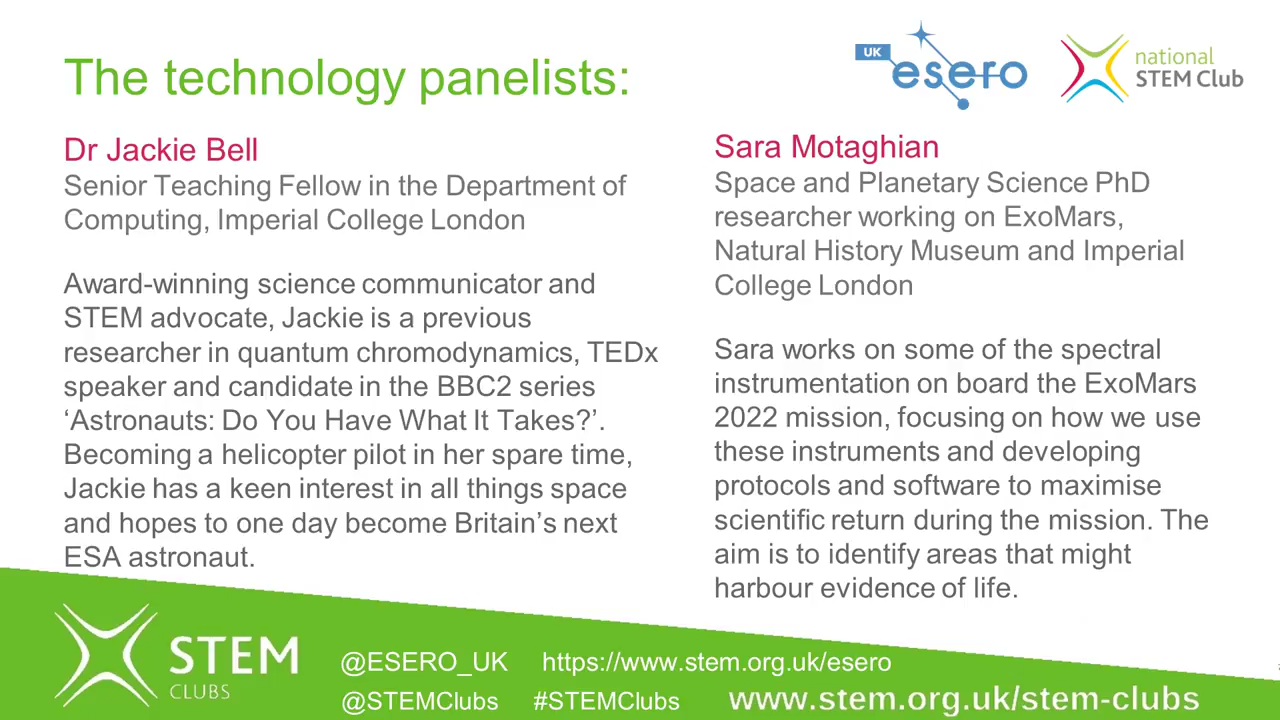 The technology panelists:
UK
esero
national
STEM Club
Dr Jackie Bell
Senior Teaching Fellow in the Department of
Computing, Imperial College London
Award-winning science communicator and
STEM advocate, Jackie is a previous
researcher in quantum chromodynamics, TEDx
speaker and candidate in the BBC2 series
‘Astronauts: Do You Have What It Takes?’.
Becoming a helicopter pilot in her spare time,
Jackie has a keen interest in all things space
and hopes to one day become Britain’s next
ESA astronaut.
Sara Motaghian
Space and Planetary Science PhD
researcher working on ExoMars,
Natural History Museum and Imperial
College London
Sara works on some of the spectral
instrumentation on board the ExoMars
2022 mission, focusing on how we use
these instruments and developing
protocols and software to maximise
scientific return during the mission. The
aim is to identify areas that might
harbour evidence of life.
STEM
CLUBS
@ESERO_UK https://www.stem.org.uk/esero
@STEMClubs #STEMClubs www.stem.org.uk/stem-clubs